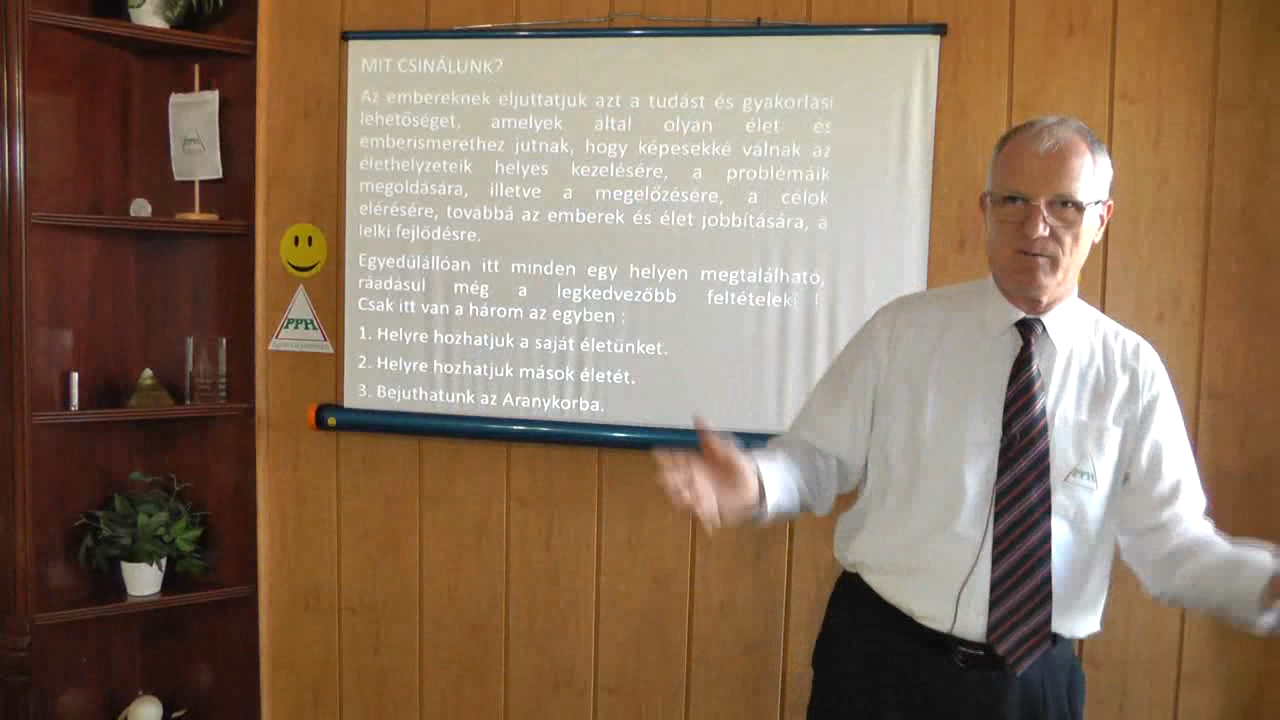 MIT CSINÁLUNK?
Az embereknek eljuttatjuk azt a tudást és gyakorlási
lehetőséget, amelyek által olyan élet és
emberismerethez jutnak, hogy képesekké válnak az
élethelyzeteik helyes kezelésére, a problémáik
megoldására, illetve a megelőzésére, a célok
elérésére, tovabbá az emberek és élet jobbítására, a
lelki fejlődésre.
Egyedülállóan itt minden egy helyen megtalálható,
ráadásul még a legkedvezőbb feltételek
Csak itt van a három az egyben :
1. Helyre hozhatjuk a saját életünket.
2. Helyre hozhatjuk mások életét.
3. Bejuthatunk az Aranykorba.
PPH
PPH